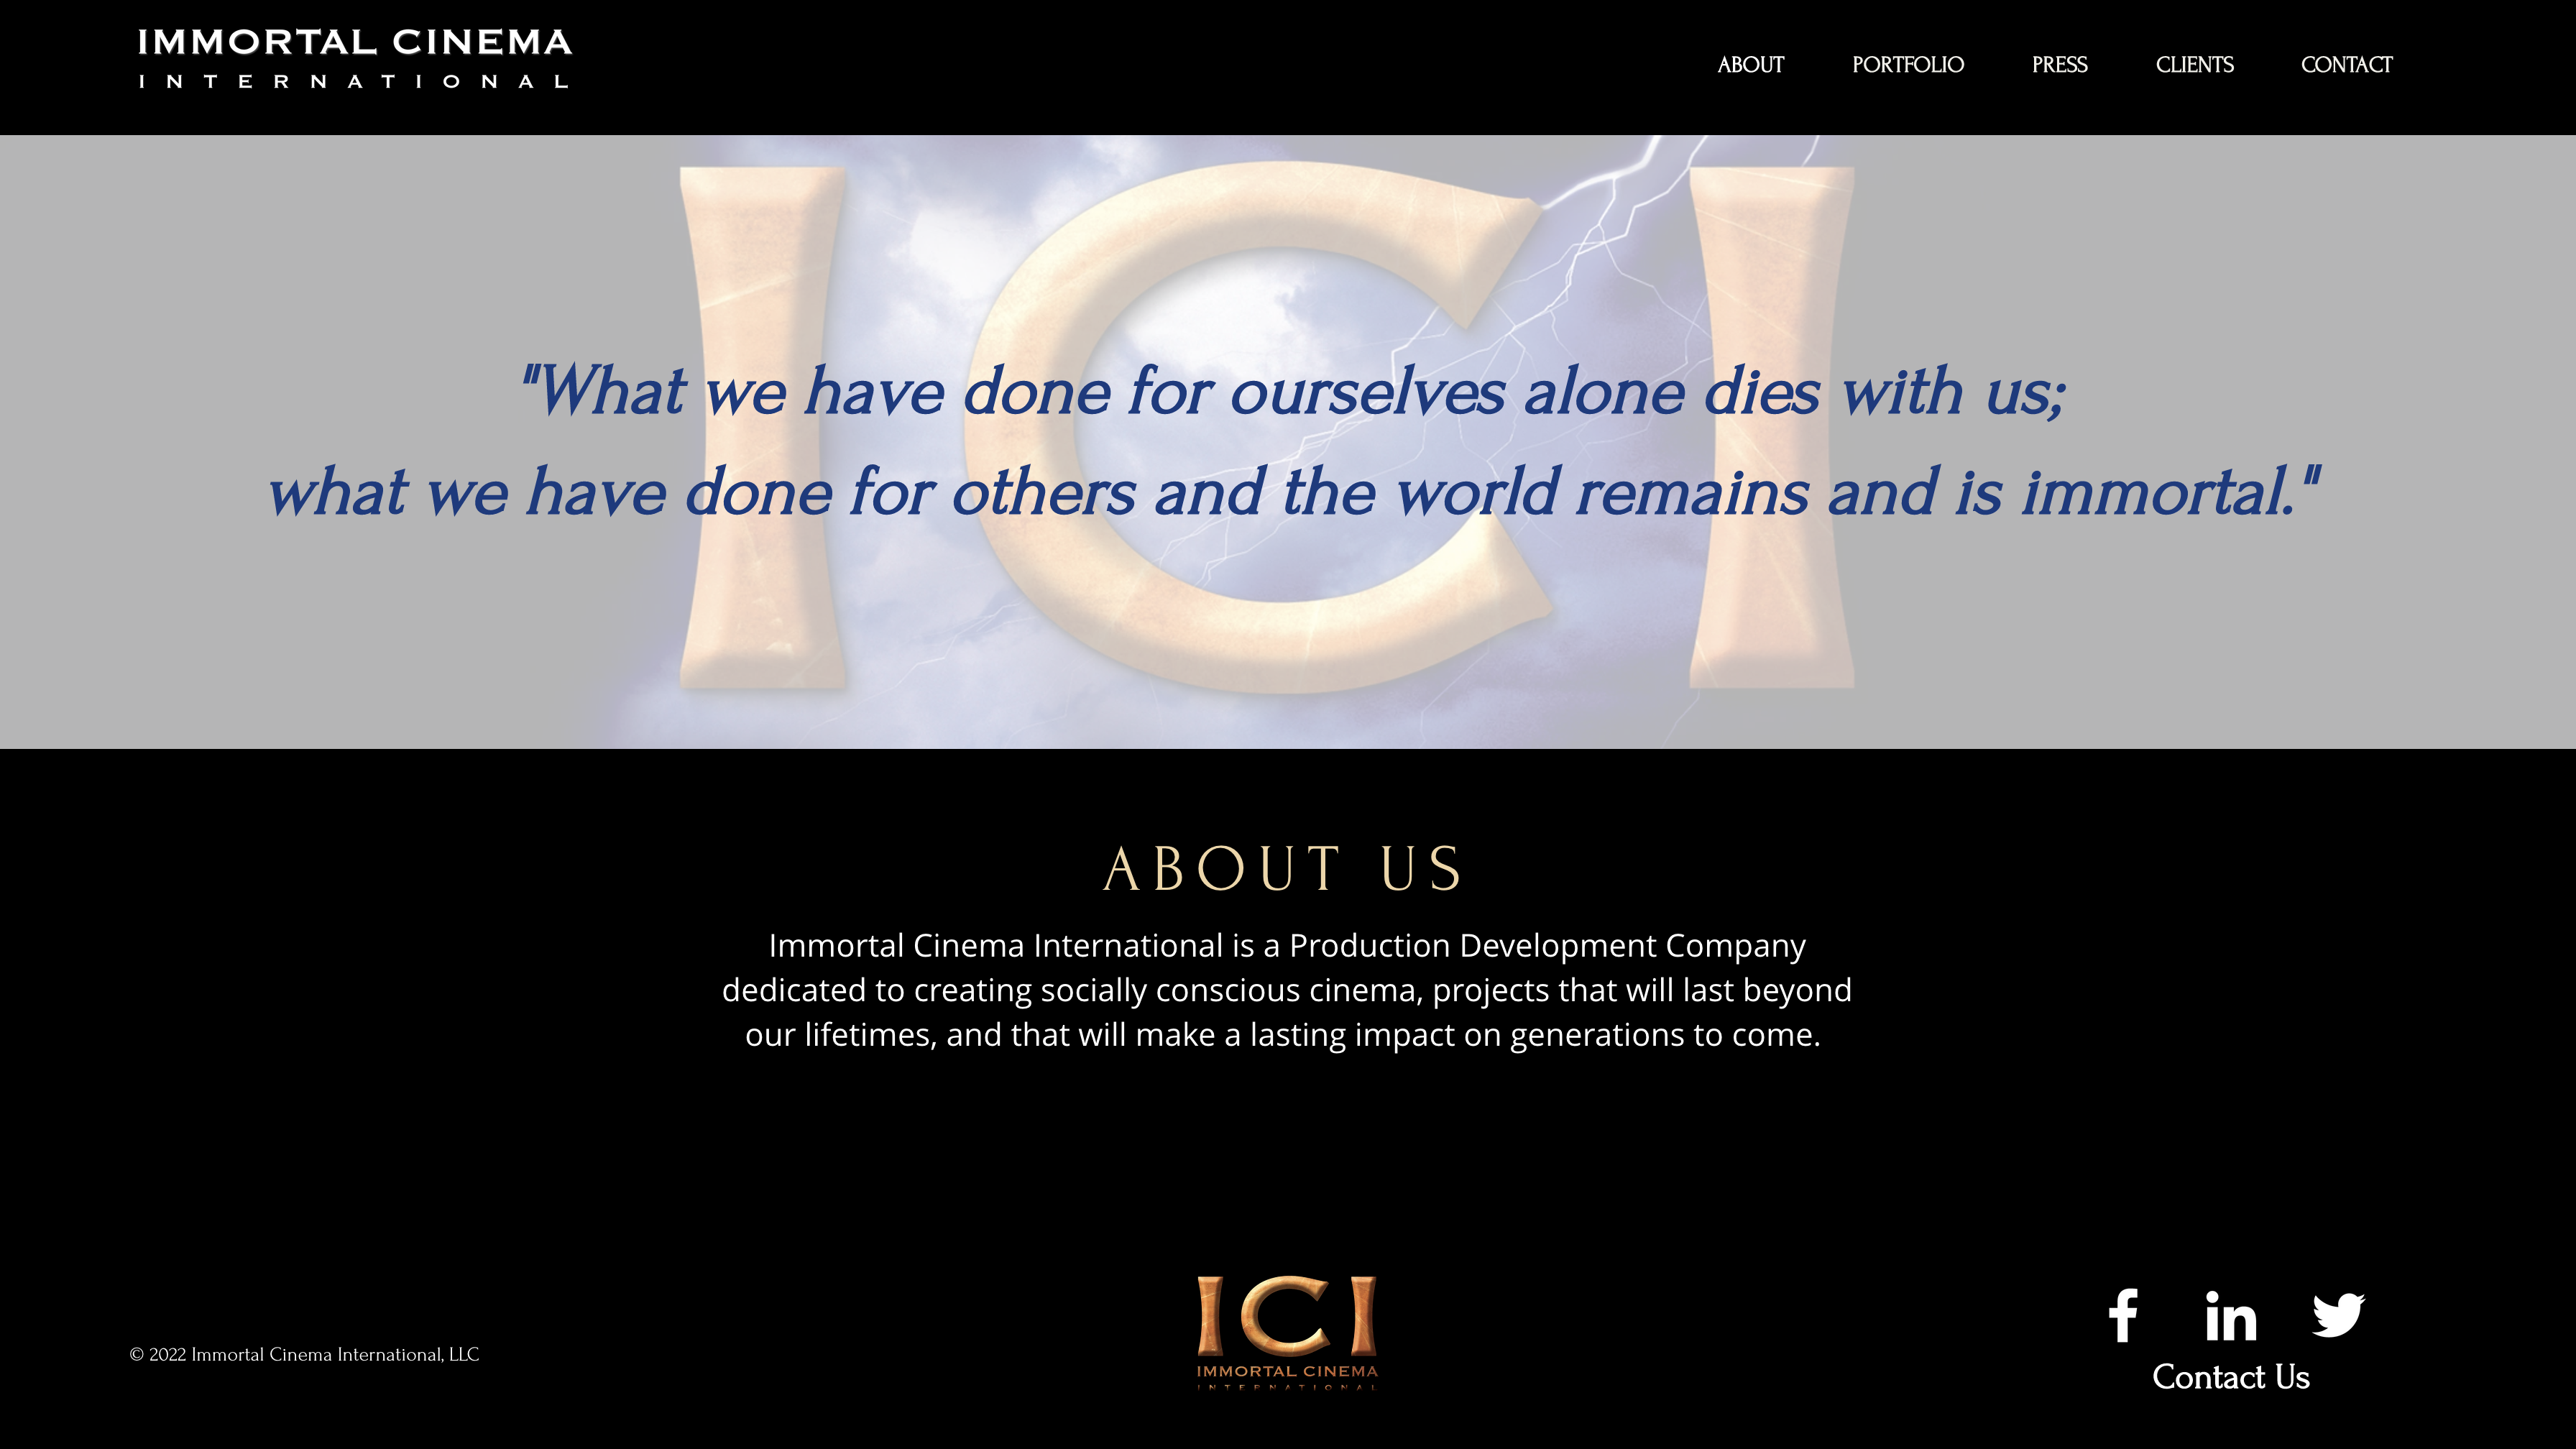 IMMORTAL CINEMA
INTERNATIONAL
ABOUT
PORTFOLIO
PRESS
CLIENTS
CONTACT
ICI
"What we have done for ourselves alone dies with us;
what we have done for others and the world remains and is immortal."
ABOUT US
Immortal Cinema International is a Production Development Company
dedicated to creating socially conscious cinema, projects that will last beyond
our lifetimes, and that will make a lasting impact on generations to come.
© 2022 Immortal Cinema International, LLC
ICI
IMMORTAL CINEMA
INTERNATIONAL
Contact Us